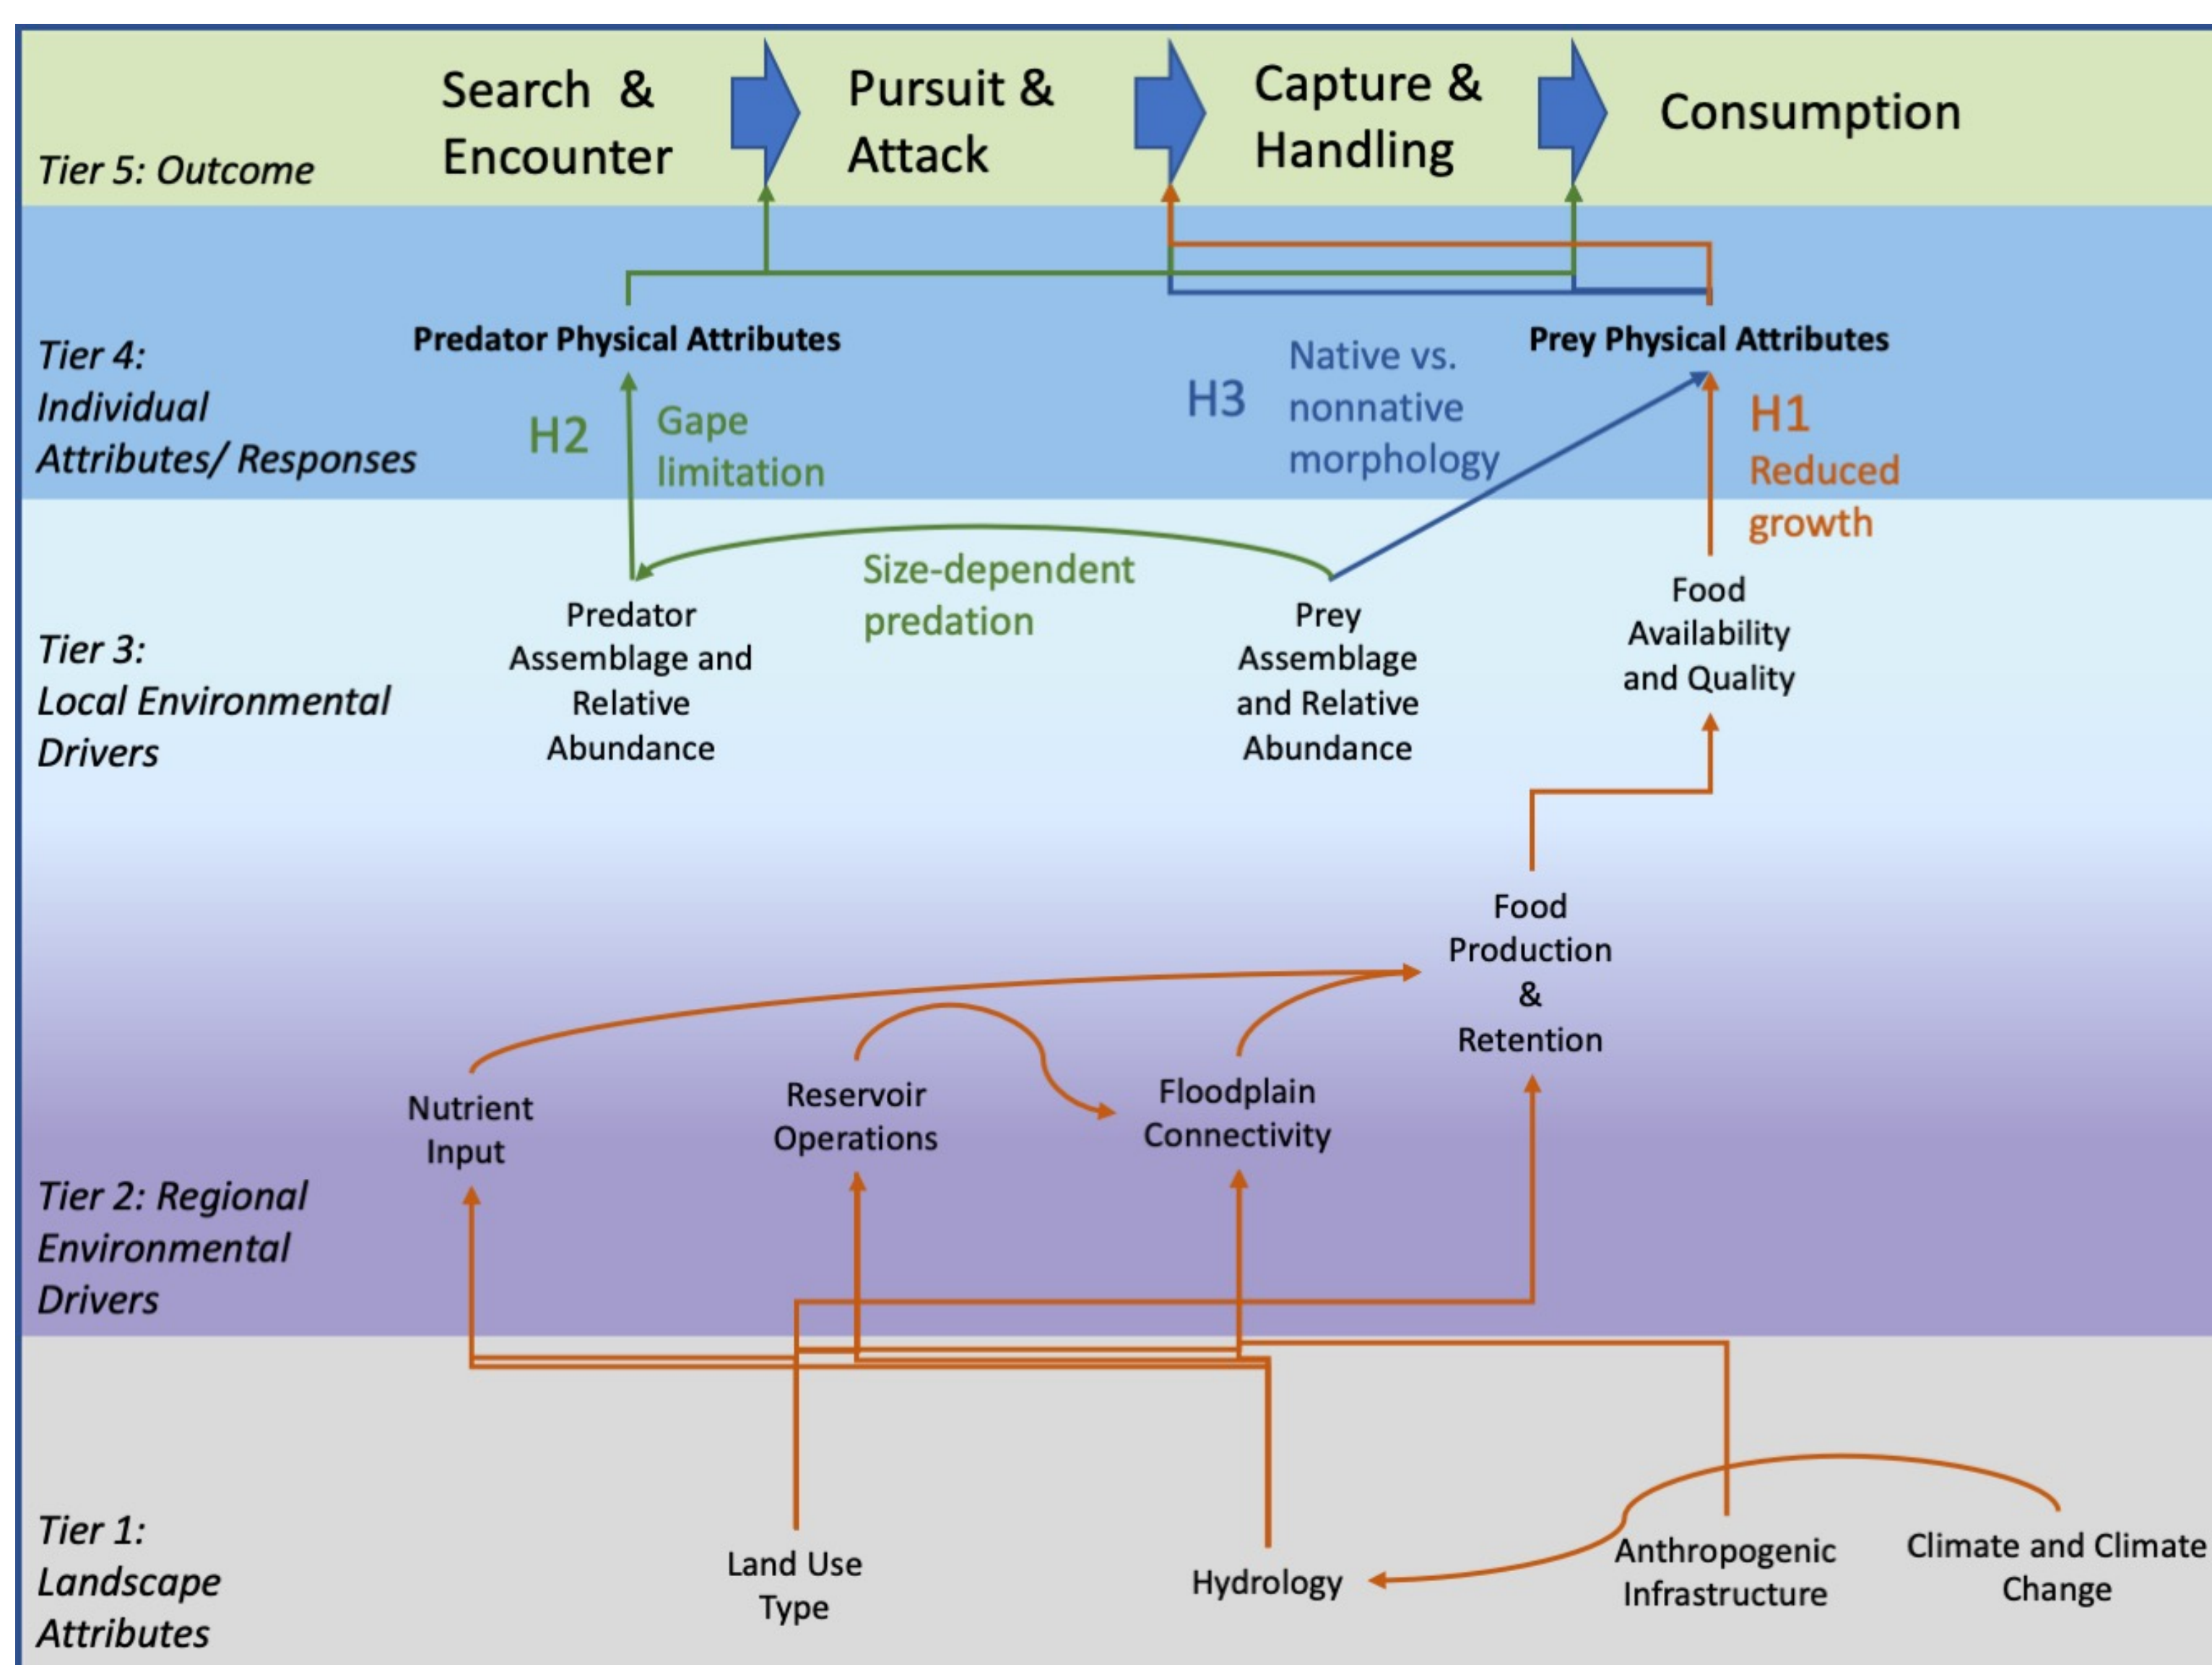 Search & 
Encounter
Pursuit &
Attack
Capture &
Handling
Consumption
Tier 5: Outcome
Predator Physical Attributes
Prey Physical Attributes
Tier 4:
Individual
Attributes/ Responses
H2
Gape
limitation
H3
Native vs.
nonnative
morphology
H1
Reduced
growth
Size-dependent
predation
Tier 3:
Local Environmental
Drivers
Predator
Assemblage and
Relative
Abundance
Prey
Assemblage
and Relative
Abundance
Food
Availability
and Quality
Food
Production
&
Retention
Nutrient
Input
Reservoir
Operations
Floodplain
Connectivity
Tier 2: Regional
Environmental
Drivers
Tier 1:
Landscape
Attributes
Land Use
Type
Hydrology
Anthropogenic
Infrastructure
Climate and Climate
Change